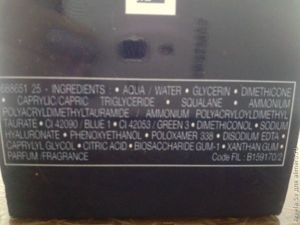 688651 25 - INGREDIENTS : ● AQUA / WATER ● GLYCERIN ● DIMETHICONE
● CAPRYLIC/CAPRIC TRIGLYCERIDE ● SQUALANE ● AMMONIUM
POLYACRYLDIMETHYLTAURAMIDE / AMMONIUM POLYACRYLOYLDIMETHYL
TAURATE ● CI 42090 / BLUE 1 ● CI 42053 / GREEN 3 ● DIMETHICONOL ● SODIUM
HYALURONATE ● PHENOXYETHANOL ● POLOXAMER 338 ● DISODIUM EDTA ●
CAPRYLYL GLYCOL ● CITRIC ACID ● BIOSACCHARIDE GUM-1 ● XANTHAN GUM ●
PARFUM / FRAGRANCE Code FIL : B159170/2